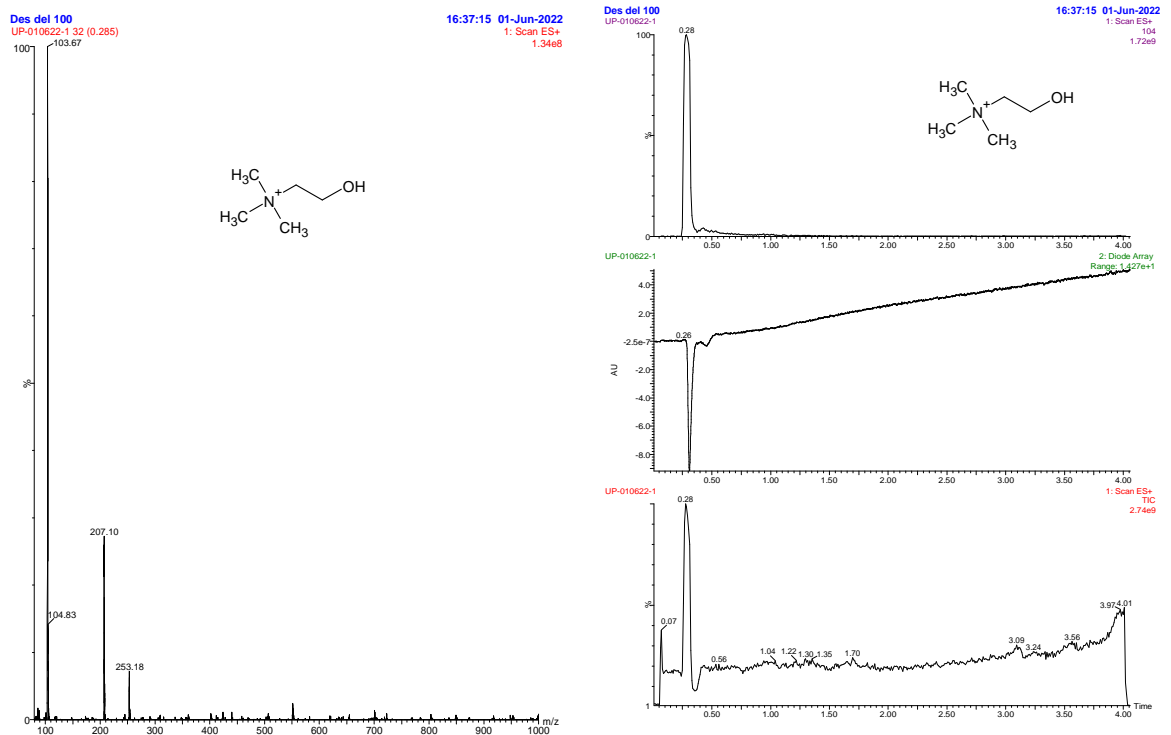 Des del 100
16:37:15 01-Jun-2022
UP-010622-1 32 (0.285)
1: Scan ES+
1.34e8
100
%
0
103.67
104.83
207.10
253.18
H₃C
N⁺
OH
H₃C
CH₃
100 200 300 400 500 600 700 800 900 1000
m/z
Des del 100
16:37:15 01-Jun-2022
UP-010622-1
1: Scan ES+
104
1.72e9
100
%
0
0.28
H₃C
N⁺
OH
H₃C
CH₃
0.50 1.00 1.50 2.00 2.50 3.00 3.50 4.00
UP-010622-1
2: Diode Array
Range: 1.427e+1
AU
4.0
2.0
-2.5e-7
-2.0
-4.0
-6.0
-8.0
0.26
0.50 1.00 1.50 2.00 2.50 3.00 3.50 4.00
UP-010622-1
1: Scan ES+
TIC
2.74e9
%
1
0.07
0.28
0.56
1.04
1.22
1.30
1.35
1.70
3.09
3.24
3.56
3.97
4.01
0.50 1.00 1.50 2.00 2.50 3.00 3.50 4.00
Time